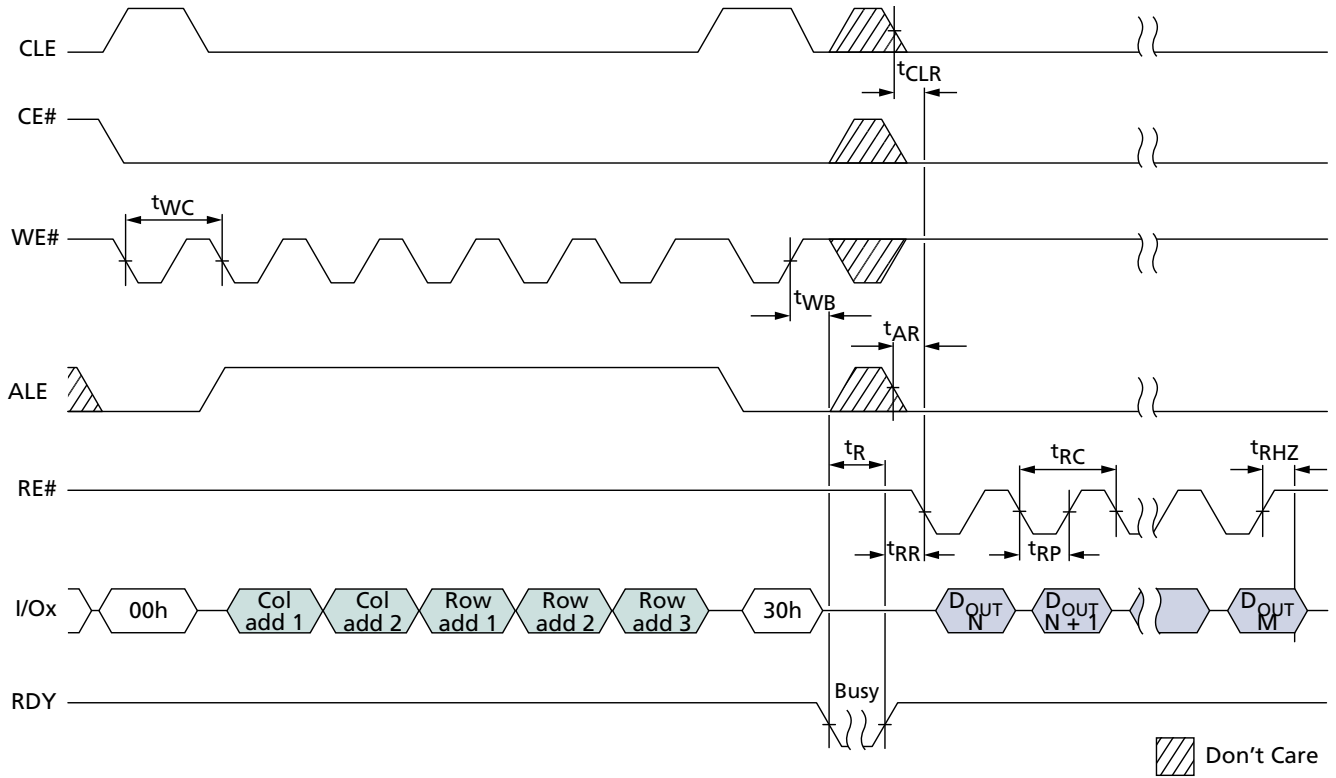 CLE
tCLR
CE#
tWC
WE#
tWB
tAR
ALE
tR
tRC
tRHZ
RE#
tRR
tRP
I/Ox
00h
Col
add 1
Col
add 2
Row
add 1
Row
add 2
Row
add 3
30h
DOUT
N
DOUT
N + 1
DOUT
M
RDY
Busy
Don't Care